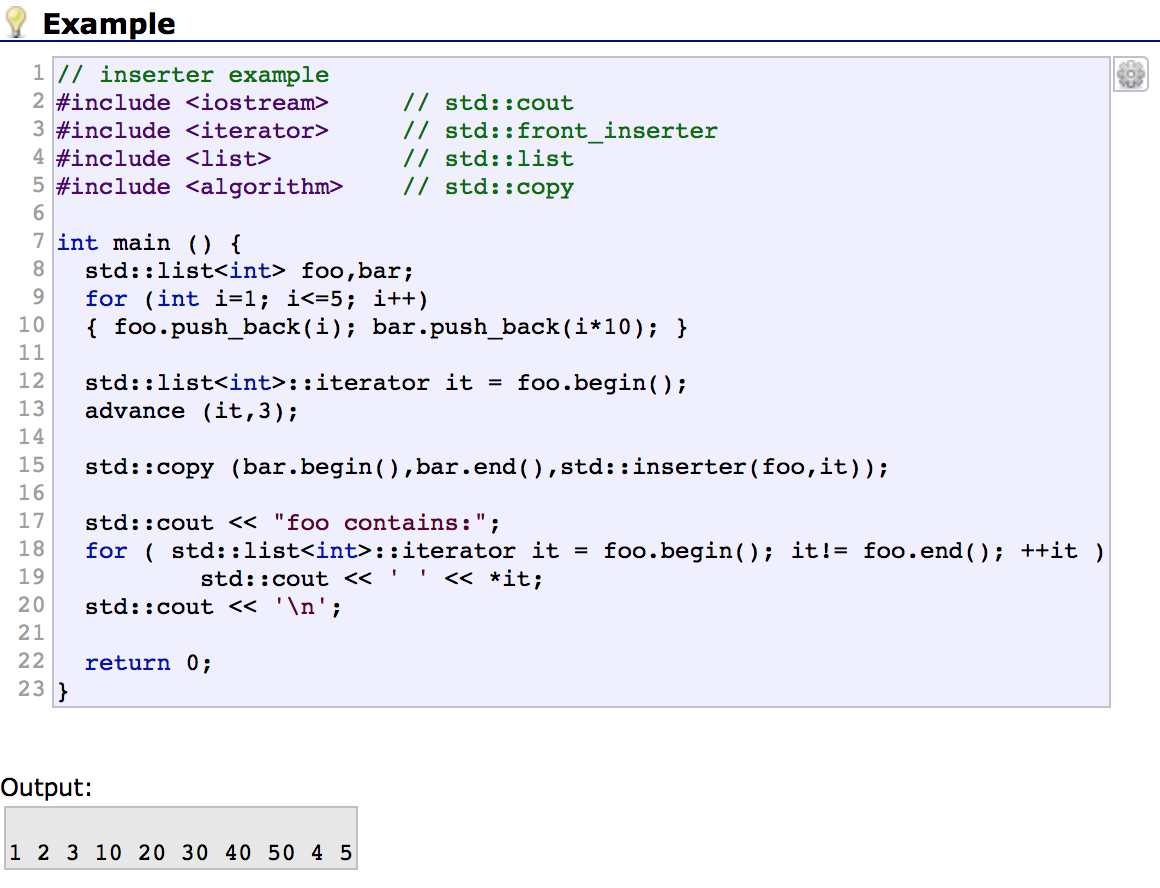 Example
1 // inserter example
2 #include <iostream>     // std::cout
3 #include <iterator>     // std::front_inserter
4 #include <list>         // std::list
5 #include <algorithm>    // std::copy
6
7 int main () {
8   std::list<int> foo,bar;
9   for (int i=1; i<=5; i++)
10   { foo.push_back(i); bar.push_back(i*10); }
11
12   std::list<int>::iterator it = foo.begin();
13   advance (it,3);
14
15   std::copy (bar.begin(),bar.end(),std::inserter(foo,it));
16
17   std::cout << "foo contains:";
18   for ( std::list<int>::iterator it = foo.begin(); it!= foo.end(); ++it )
19           std::cout << ' ' << *it;
20   std::cout << '\n';
21
22   return 0;
23 }
Output:
1 2 3 10 20 30 40 50 4 5